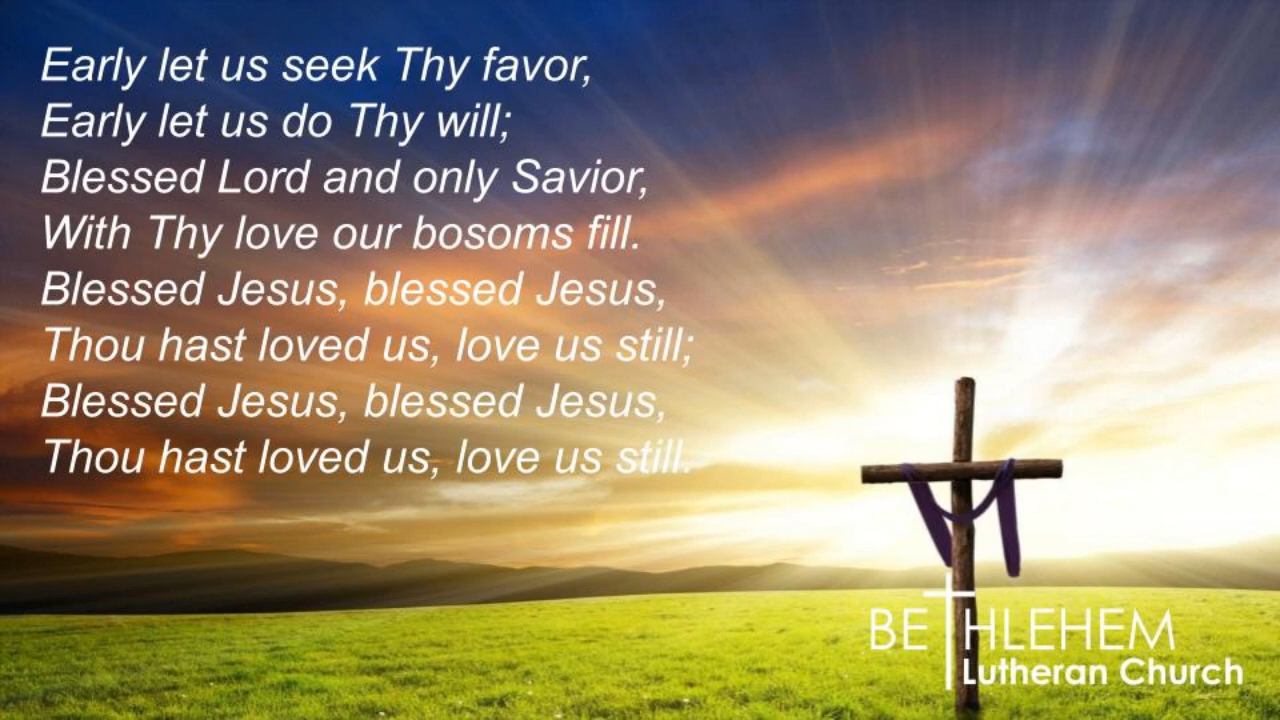 Early let us seek Thy favor,
Early let us do Thy will;
Blessed Lord and only Savior,
With Thy love our bosoms fill.
Blessed Jesus, blessed Jesus,
Thou hast loved us, love us still;
Blessed Jesus, blessed Jesus,
Thou hast loved us, love us still.
BETHLEHEM
Lutheran Church